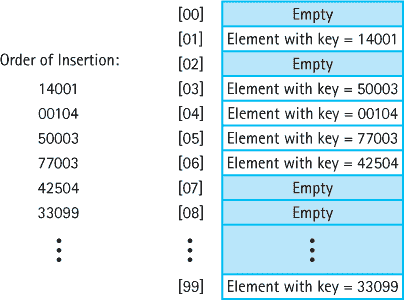 [00] Empty
[01] Element with key = 14001
Order of Insertion:
[02] Empty
14001 [03] Element with key = 50003
00104 [04] Element with key = 00104
50003 [05] Element with key = 77003
77003 [06] Element with key = 42504
42504 [07] Empty
33099 [08] Empty
⋮ ⋮ ⋮
[99] Element with key = 33099